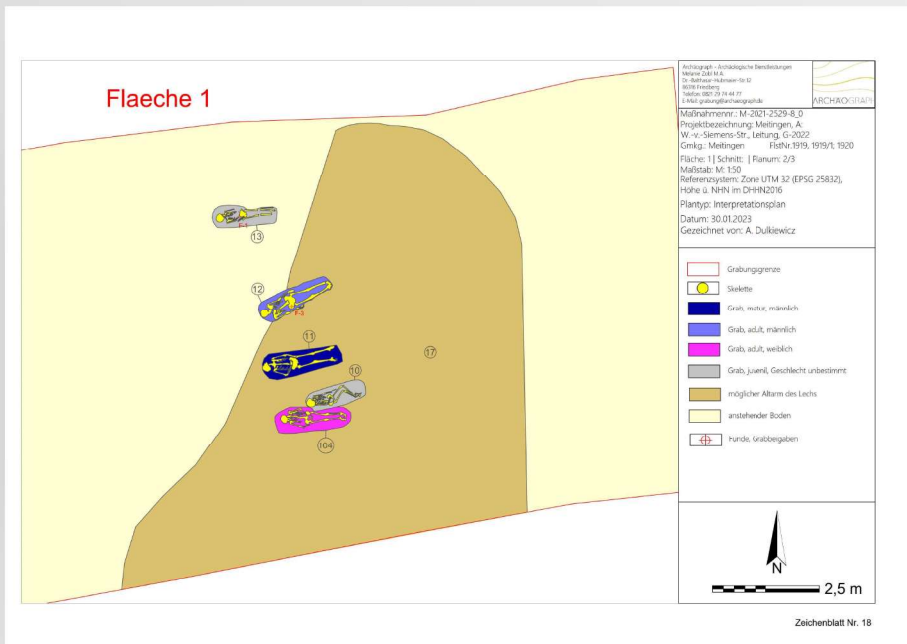 Flaeche 1
13
F-1
12
F-3
11
10
17
104
Archäograph - Archäologische Dienstleistungen
Melanie Zobl M.A.
Dr.-Balthasar-Hubmaier-Str.12
86316 Friedberg
Telefon: 0821 29 74 44 77
E-Mail: grabung@archaeograph.de
ARCHÄOGRAPH
Maßnahmennr.: M-2021-2529-8_0
Projektbezeichnung: Meitingen, A:
W.-v.-Siemens-Str., Leitung, G-2022
Gmkg.: Meitingen FlstNr.1919, 1919/1; 1920
Fläche: 1 | Schnitt: | Planum: 2/3
Maßstab: M: 1:50
Referenzsystem: Zone UTM 32 (EPSG 25832),
Höhe ü. NHN im DHHN2016
Plantyp: Interpretationsplan
Datum: 30.01.2023
Gezeichnet von: A. Dulkiewicz
Grabungsgrenze
Skelette
Grab, matur, männlich
Grab, adult, männlich
Grab, adult, weiblich
Grab, juvenil, Geschlecht unbestimmt
möglicher Altarm des Lechs
anstehender Boden
Funde, Grabbeigaben
N
2,5 m
Zeichenblatt Nr. 18